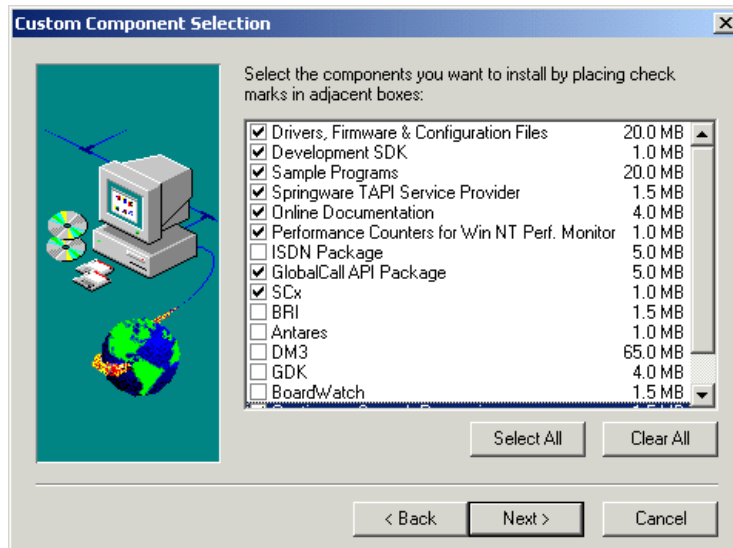 Custom Component Selection
Select the components you want to install by placing check
marks in adjacent boxes:
Drivers, Firmware & Configuration Files 20.0 MB
Development SDK 1.0 MB
Sample Programs 20.0 MB
Springware TAPI Service Provider 1.5 MB
Online Documentation 4.0 MB
Performance Counters for Win NT Perf. Monitor 1.0 MB
ISDN Package 5.0 MB
GlobalCall API Package 5.0 MB
SCx 1.0 MB
BRI 1.5 MB
Antares 1.0 MB
DM3 65.0 MB
GDK 4.0 MB
BoardWatch 1.5 MB
Select All Clear All
< Back Next > Cancel